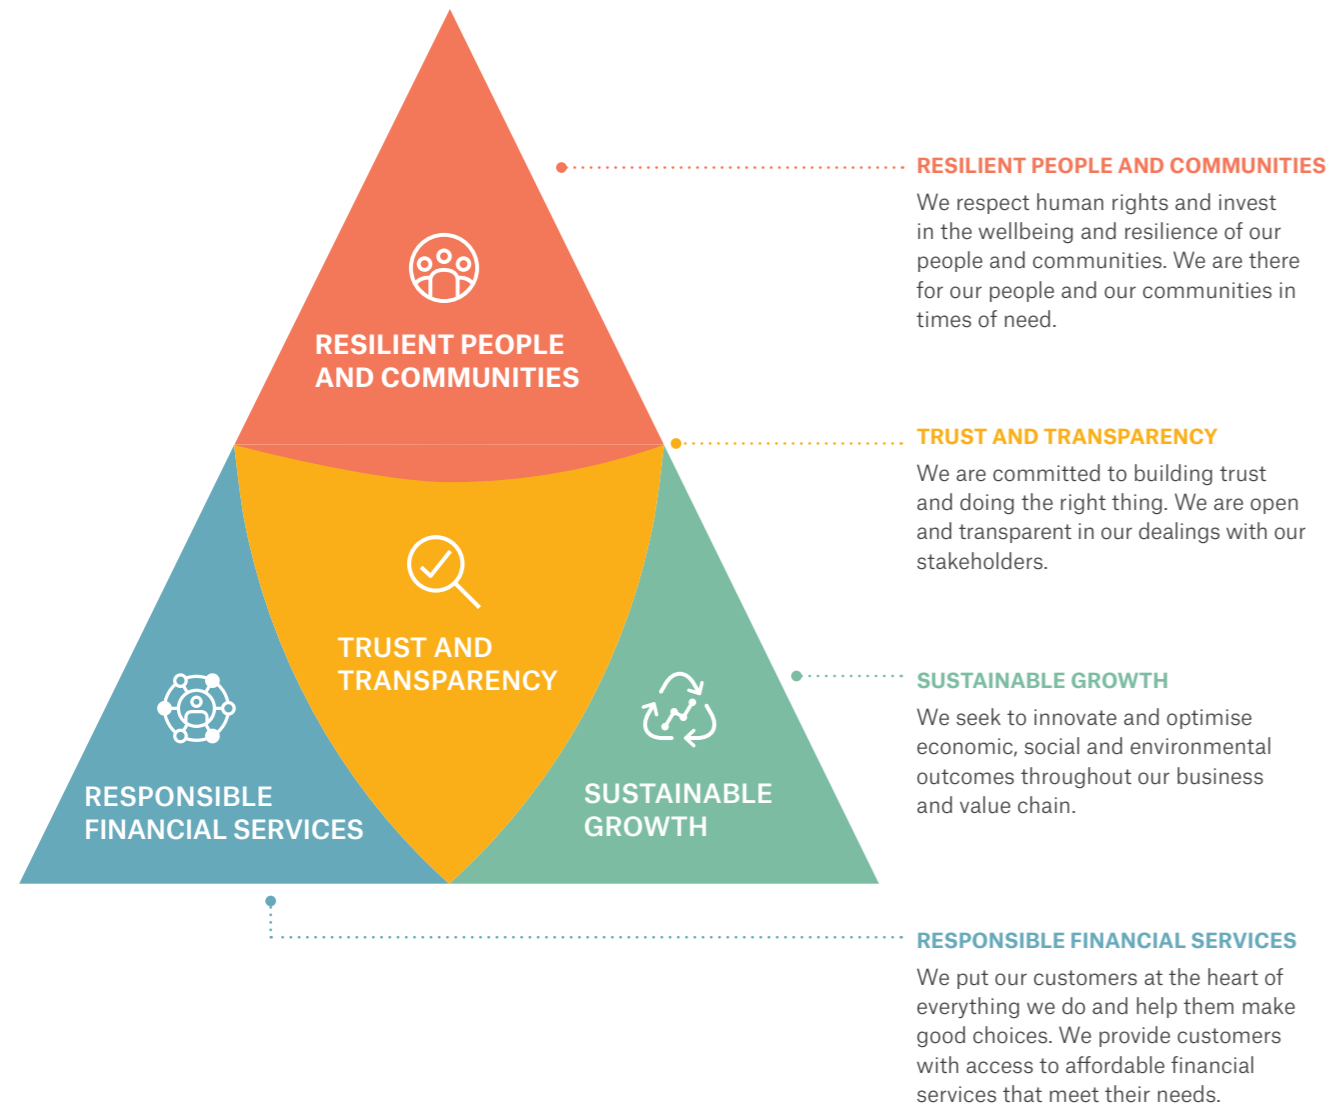 RESILIENT PEOPLE
AND COMMUNITIES
TRUST AND
TRANSPARENCY
RESPONSIBLE
FINANCIAL SERVICES
SUSTAINABLE
GROWTH
RESILIENT PEOPLE AND COMMUNITIES
We respect human rights and invest
in the wellbeing and resilience of our
people and communities. We are there
for our people and our communities in
times of need.
TRUST AND TRANSPARENCY
We are committed to building trust
and doing the right thing. We are open
and transparent in our dealings with our
stakeholders.
SUSTAINABLE GROWTH
We seek to innovate and optimise
economic, social and environmental
outcomes throughout our business
and value chain.
RESPONSIBLE FINANCIAL SERVICES
We put our customers at the heart of
everything we do and help them make
good choices. We provide customers
with access to affordable financial
services that meet their needs.